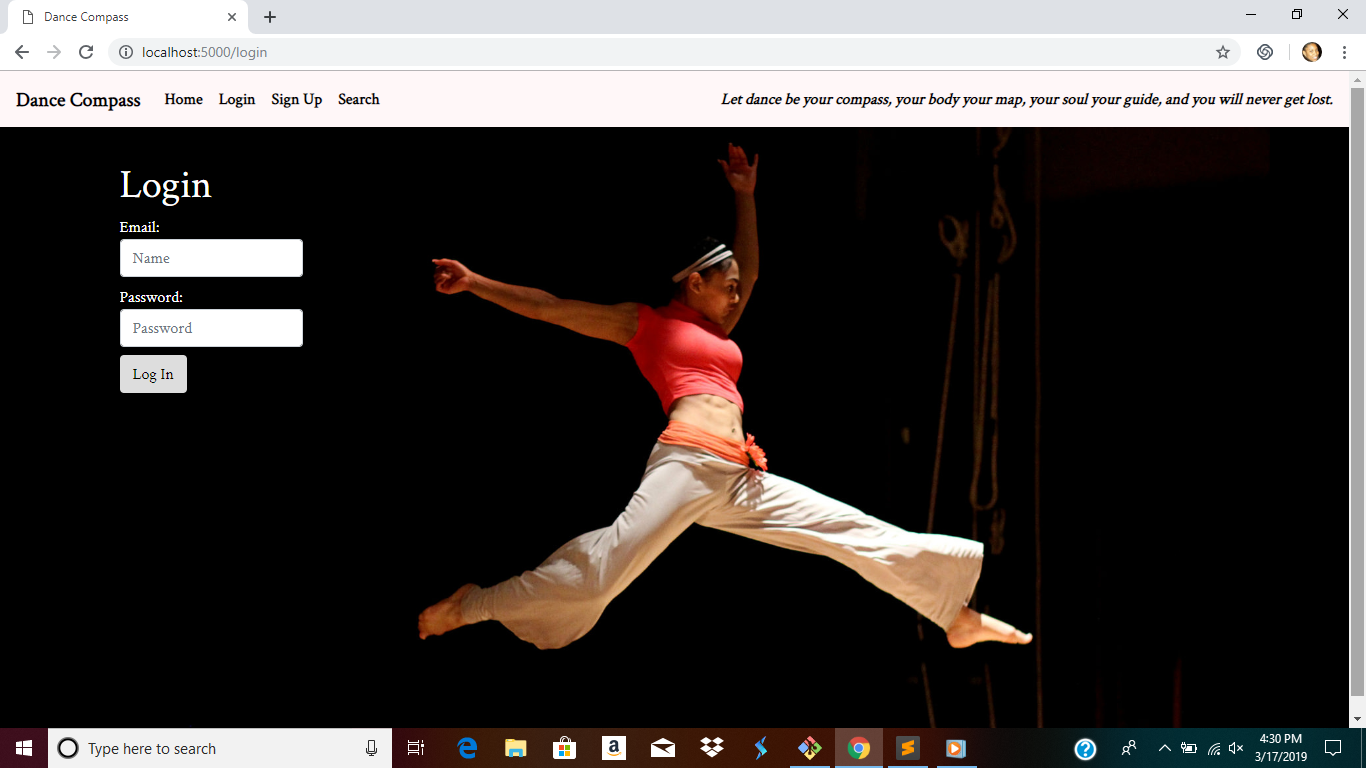 Dance Compass
localhost:5000/login
Dance Compass Home Login Sign Up Search Let dance be your compass, your body your map, your soul your guide, and you will never get lost.
Login
Email:
Name
Password:
Password
Log In
Type here to search
4:30 PM
3/17/2019